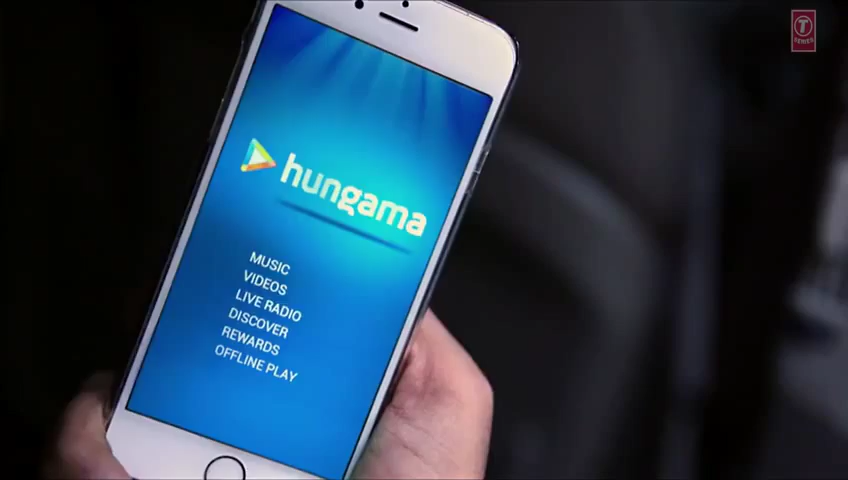 T
SERIES
hungama
MUSIC
VIDEOS
LIVE RADIO
DISCOVER
REWARDS
OFFLINE PLAY